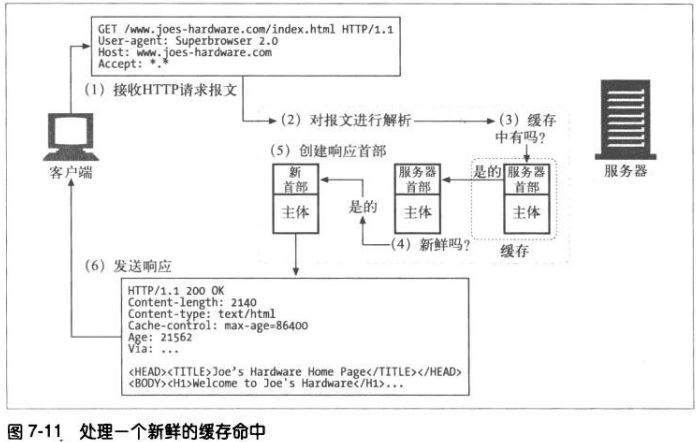 GET /www.joes-hardware.com/index.html HTTP/1.1
User-agent: Superbrowser 2.0
Host: www.joes-hardware.com
Accept: *.*
(1) 接收HTTP请求报文
(2) 对报文进行解析
(3) 缓存
中有吗?
(5) 创建响应首部
客户端
服务器
新
首部
主体
是的
服务器
首部
主体
是的
服务器
首部
主体
(4) 新鲜吗?
缓存
(6) 发送响应
HTTP/1.1 200 OK
Content-length: 2140
Content-type: text/html
Cache-control: max-age=86400
Age: 21562
Via: ...
<HEAD><TITLE>Joe's Hardware Home Page</TITLE></HEAD>
<BODY><H1>Welcome to Joe's Hardware</H1>...
图 7-11 处理一个新鲜的缓存命中